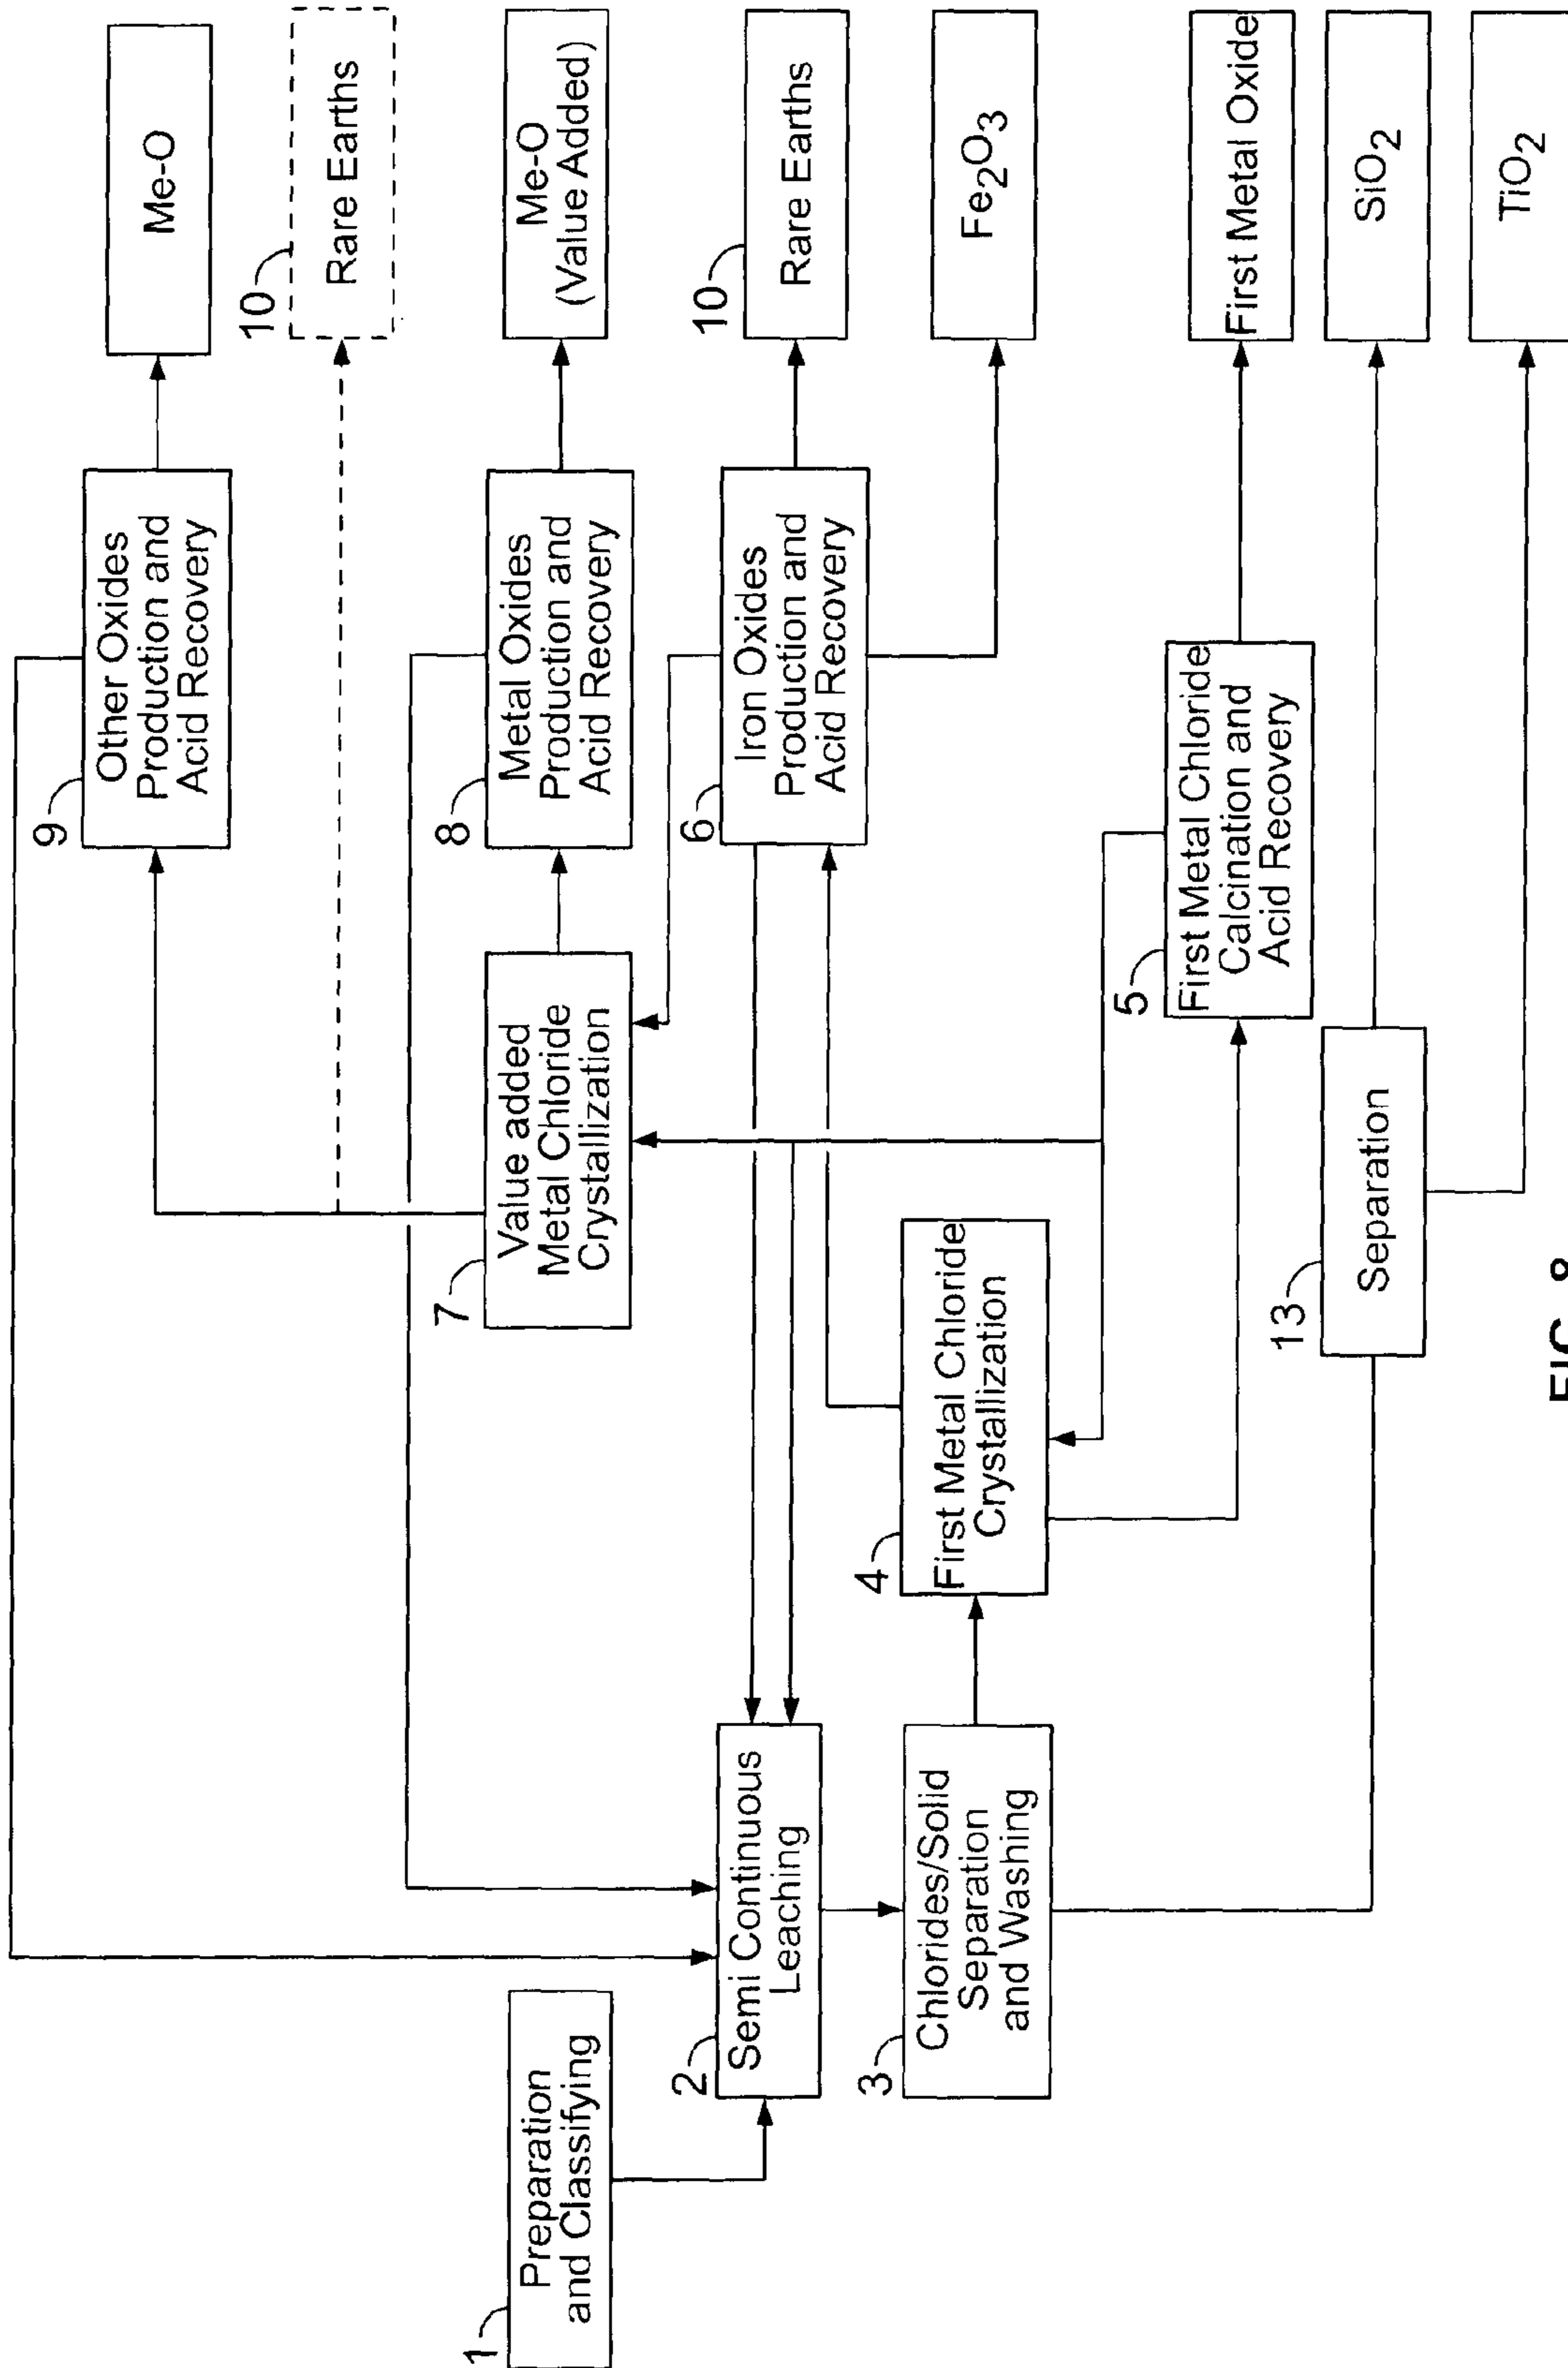 1
Preparation
and Classifying
2
Semi Continuous
Leaching
3
Chlorides/Solid
Separation
and Washing
4
First Metal Chloride
Crystallization
5
First Metal Chloride
Calcination and
Acid Recovery
6
Iron Oxides
Production and
Acid Recovery
7
Value added
Metal Chloride
Crystallization
8
Metal Oxides
Production and
Acid Recovery
9
Other Oxides
Production and
Acid Recovery
13
Separation
Me-O
10
Rare Earths
Me-O
(Value Added)
10
Rare Earths
Fe2O3
First Metal Oxide
SiO2
TiO2
FIG. 8